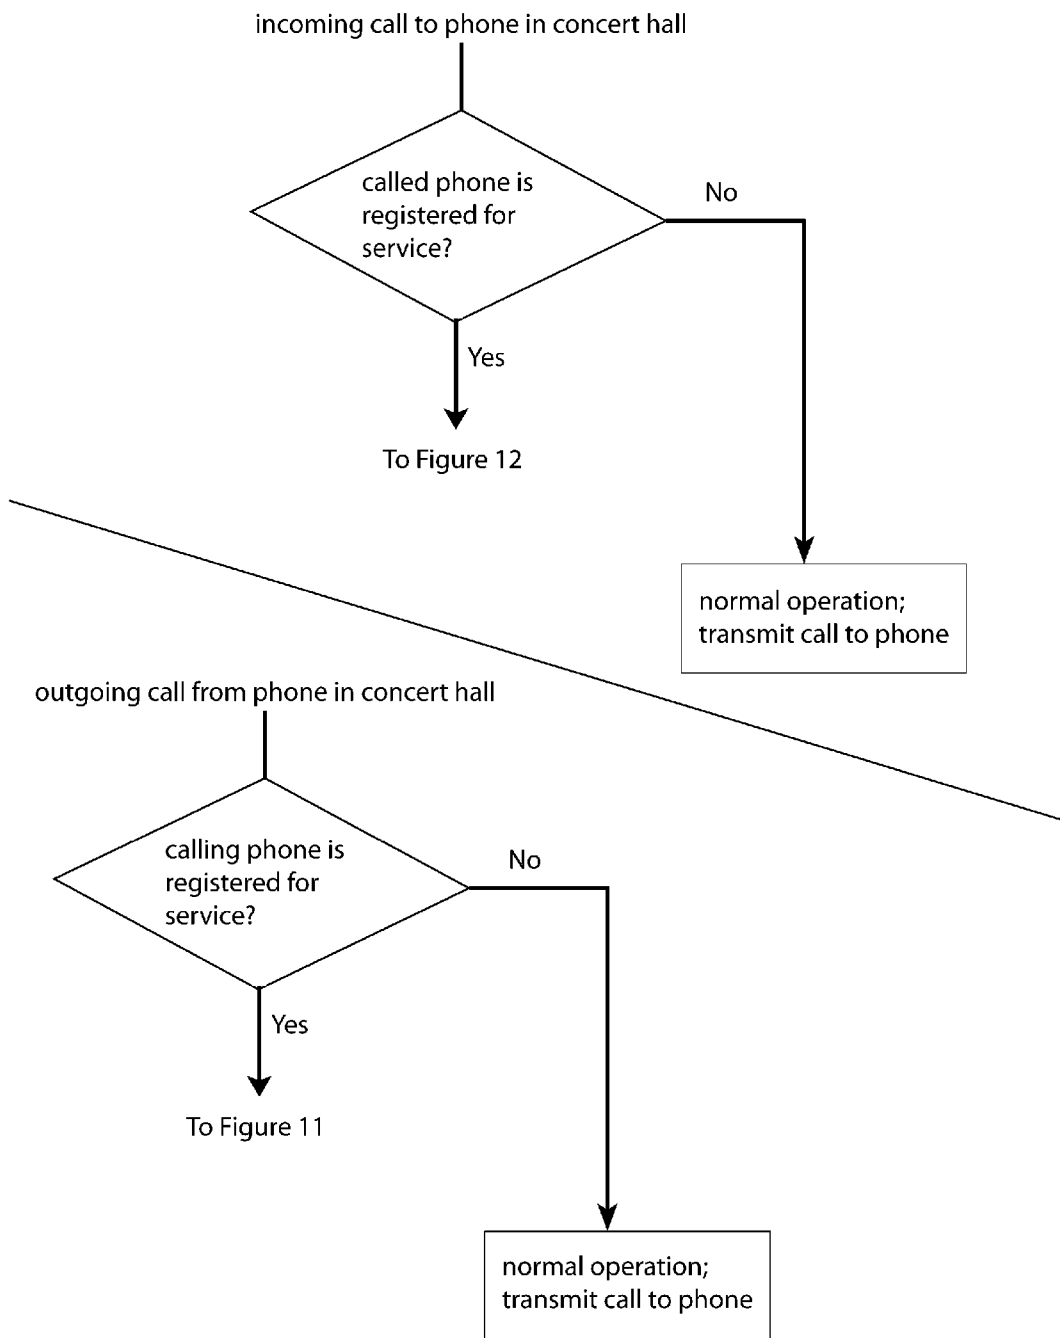 incoming call to phone in concert hall
called phone is
registered for
service?
No
Yes
To Figure 12
normal operation;
transmit call to phone
outgoing call from phone in concert hall
calling phone is
registered for
service?
No
Yes
To Figure 11
normal operation;
transmit call to phone